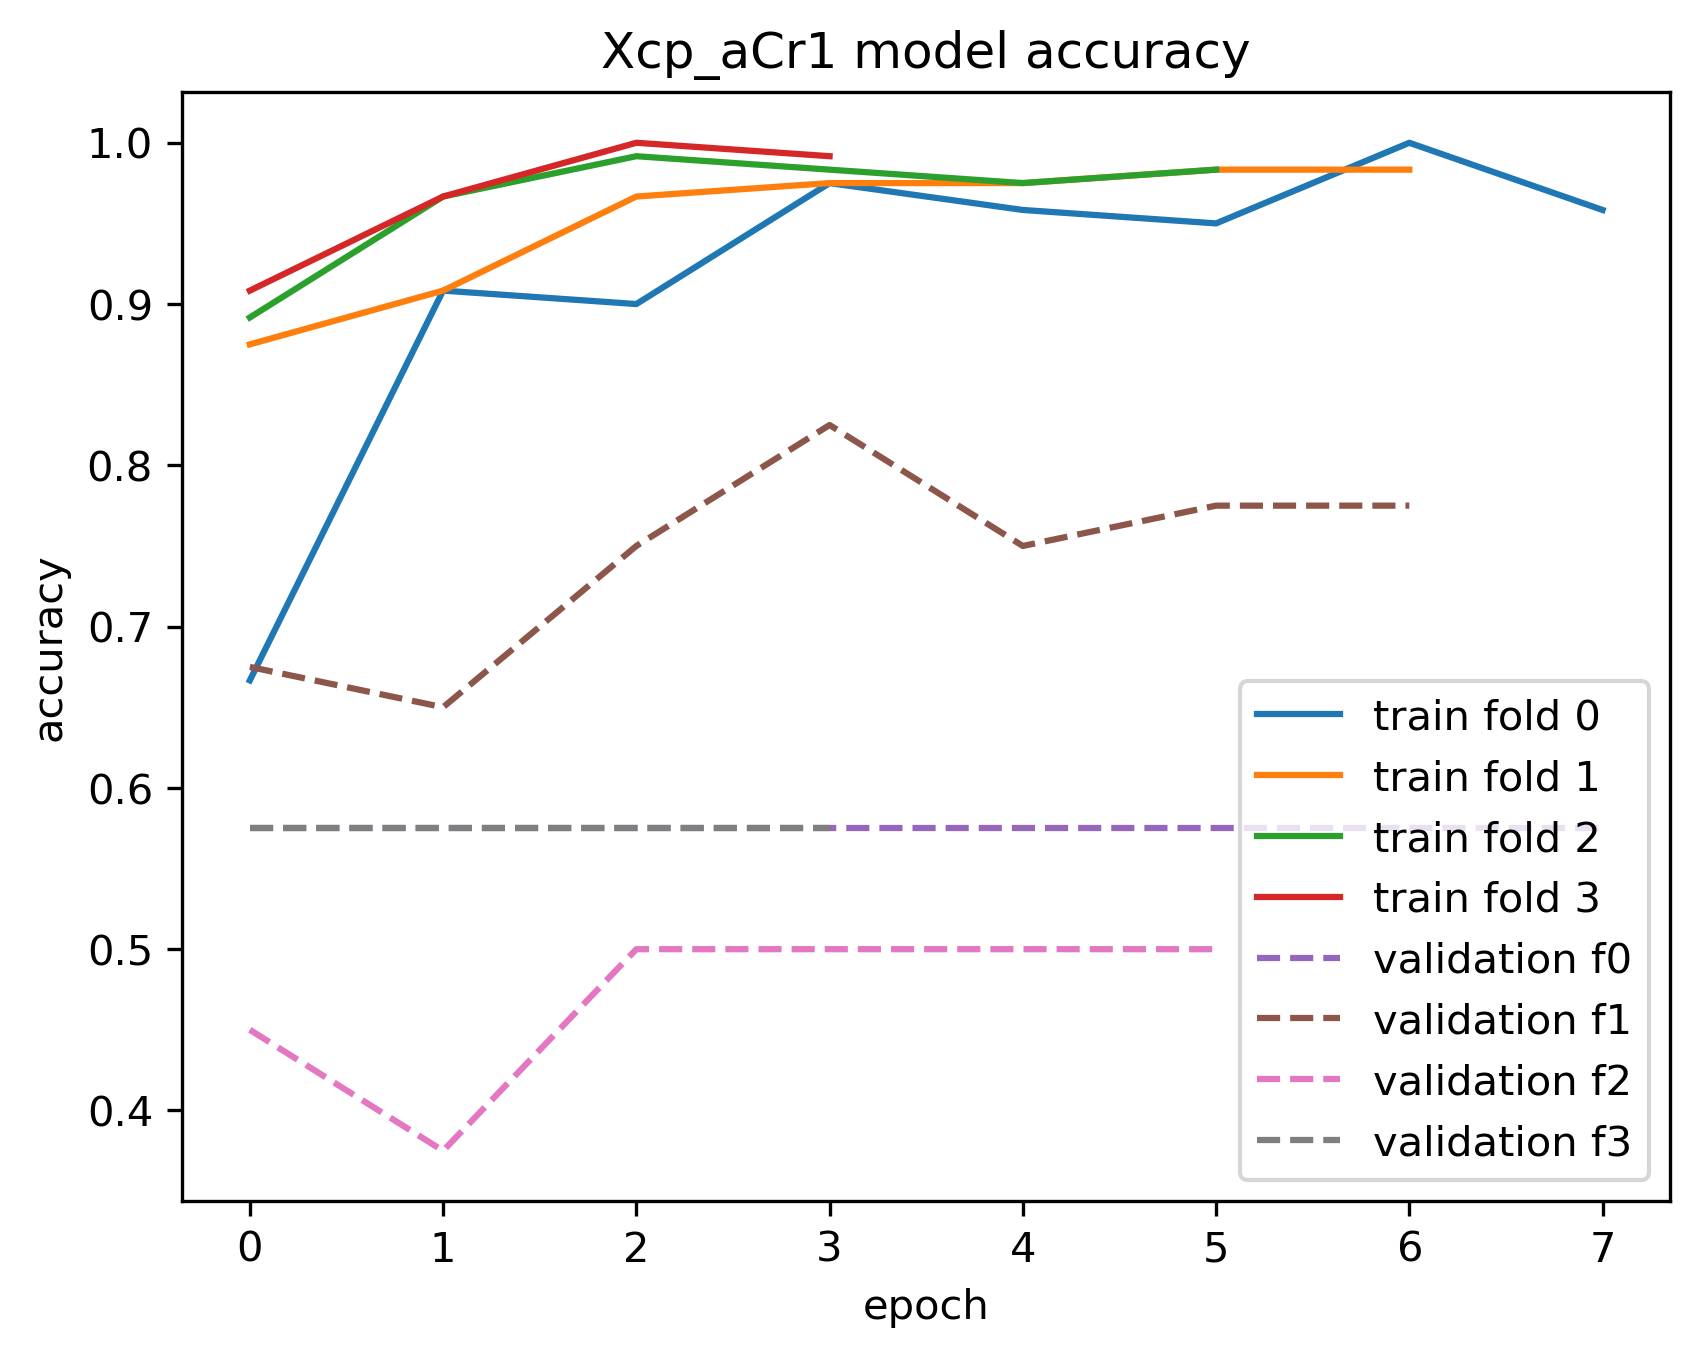 Xcp_aCr1 model accuracy
accuracy
1.0
0.9
0.8
0.7
0.6
0.5
0.4
train fold 0
train fold 1
train fold 2
train fold 3
validation f0
validation f1
validation f2
validation f3
0 1 2 3 4 5 6 7
epoch